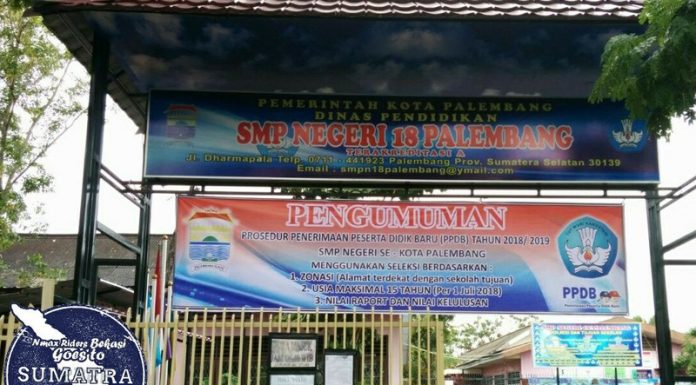 PEMERINTAH KOTA PALEMBANG
DINAS PENDIDIKAN
SMP NEGERI 18 PALEMBANG
TERAKREDITASI A
Jl. Dharmapala Telp. 0711 - 441923 Palembang Prov. Sumatera Selatan 30139
Email : smpn18palembang@ymail.com
PENGUMUMAN
PROSEDUR PENERIMAAN PESERTA DIDIK BARU (PPDB) TAHUN 2018/ 2019
SMP NEGERI SE - KOTA PALEMBANG
MENGGUNAKAN SELEKSI BERDASARKAN :
1. ZONASI (Alamat terdekat dengan sekolah tujuan)
2. USIA MAKSIMAL 15 TAHUN (Per 1 Juli 2018)
3. NILAI RAPORT DAN NILAI KELULUSAN
PPDB
Nmax Riders Bekasi
Goes to
SUMATRA